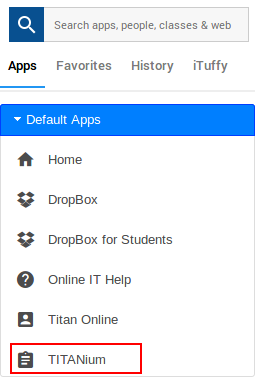 Search apps, people, classes & web
Apps Favorites History iTuffy
Default Apps
Home
DropBox
DropBox for Students
Online IT Help
Titan Online
TITANium